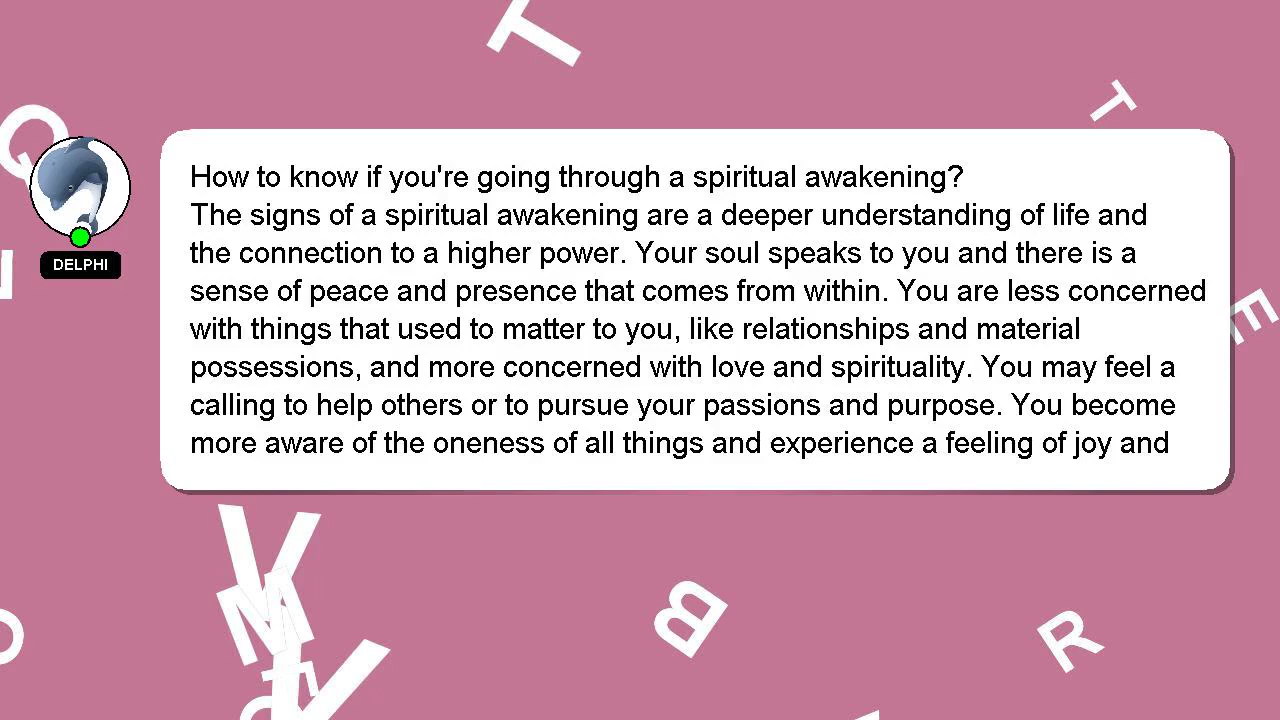 How to know if you're going through a spiritual awakening?
The signs of a spiritual awakening are a deeper understanding of life and
the connection to a higher power. Your soul speaks to you and there is a
sense of peace and presence that comes from within. You are less concerned
with things that used to matter to you, like relationships and material
possessions, and more concerned with love and spirituality. You may feel a
calling to help others or to pursue your passions and purpose. You become
more aware of the oneness of all things and experience a feeling of joy and
DELPHI
T
T
Q
E
V
M
B
R
V